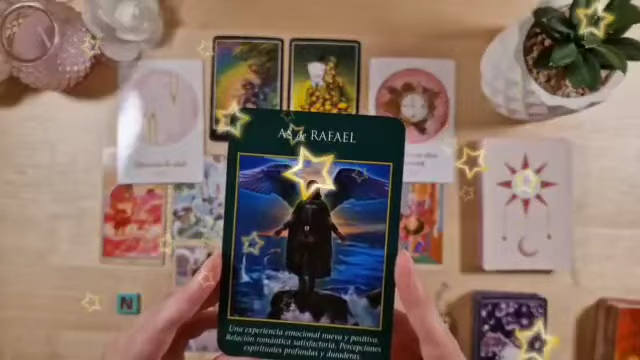 AS de RAFAEL
Una experiencia emocional nueva y positiva.
Relación romántica satisfactoria. Percepciones
espirituales profundas y duraderas.
N